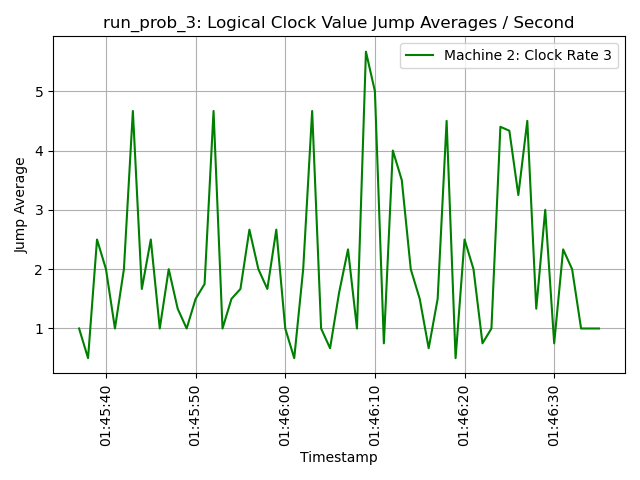 run_prob_3: Logical Clock Value Jump Averages / Second
Machine 2: Clock Rate 3
Jump Average
5
4
3
2
1
01:45:40
01:45:50
01:46:00
01:46:10
01:46:20
01:46:30
Timestamp